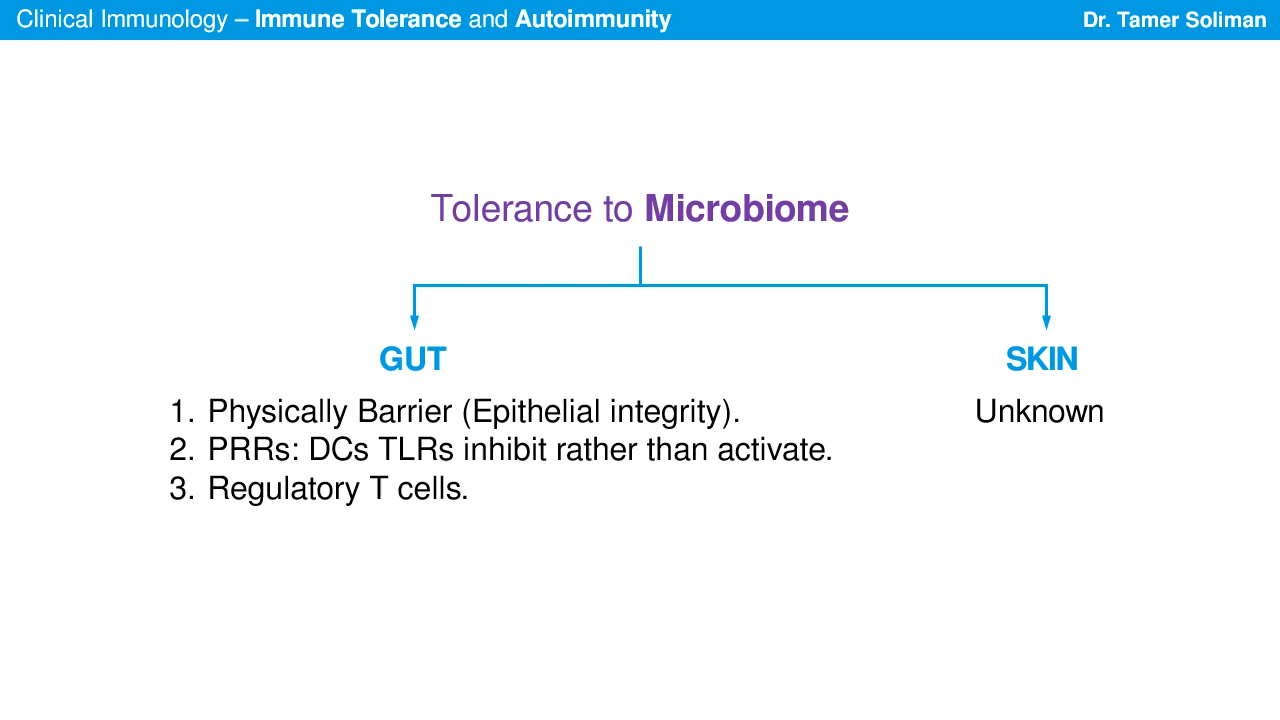 Clinical Immunology – Immune Tolerance and Autoimmunity
Dr. Tamer Soliman
Tolerance to Microbiome
GUT
1. Physically Barrier (Epithelial integrity).
2. PRRs: DCs TLRs inhibit rather than activate.
3. Regulatory T cells.
SKIN
Unknown